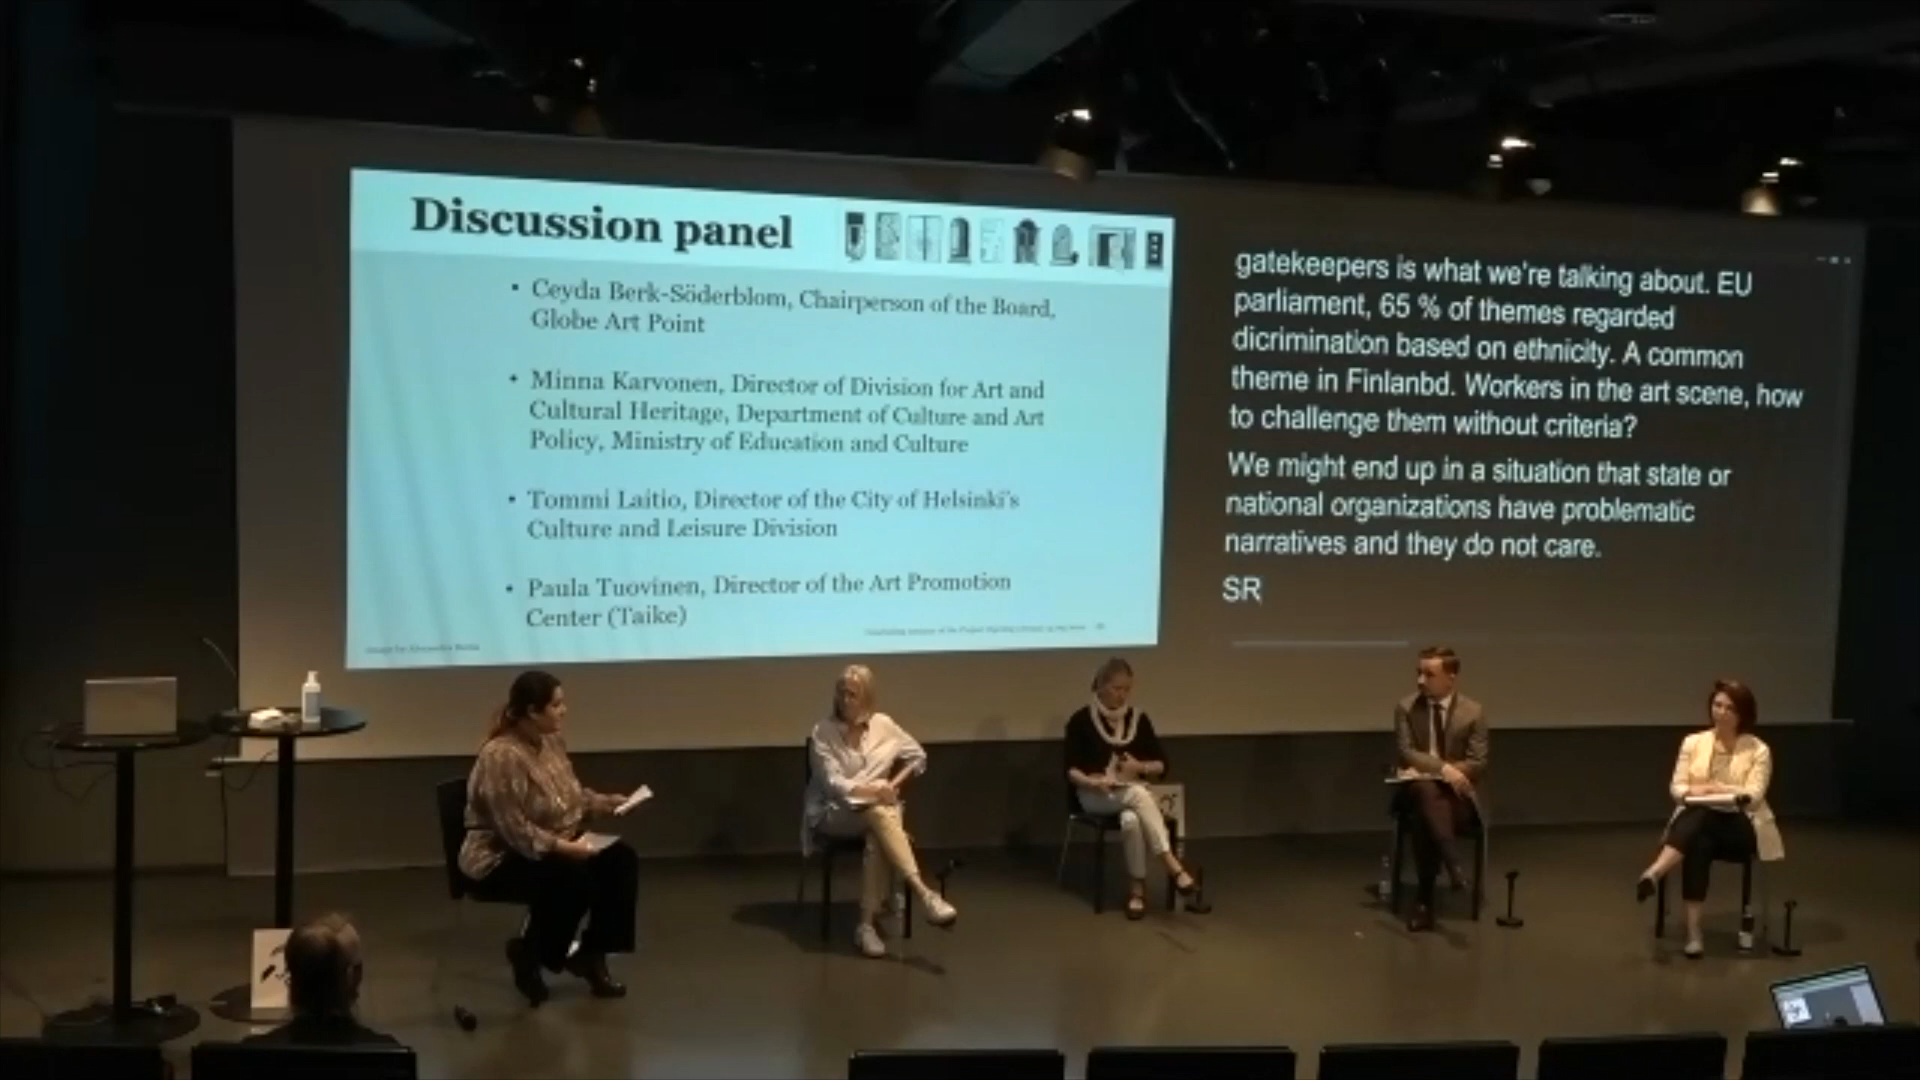 Discussion panel
• Ceyda Berk-Söderblom, Chairperson of the Board,
Globe Art Point
• Minna Karvonen, Director of Division for Art and
Cultural Heritage, Department of Culture and Art
Policy, Ministry of Education and Culture
• Tommi Laitio, Director of the City of Helsinki's
Culture and Leisure Division
• Paula Tuovinen, Director of the Art Promotion
Center (Taike)
gatekeepers is what we're talking about. EU
parliament, 65 % of themes regarded
dicrimination based on ethnicity. A common
theme in Finlanbd. Workers in the art scene, how
to challenge them without criteria?
We might end up in a situation that state or
national organizations have problematic
narratives and they do not care.
SR